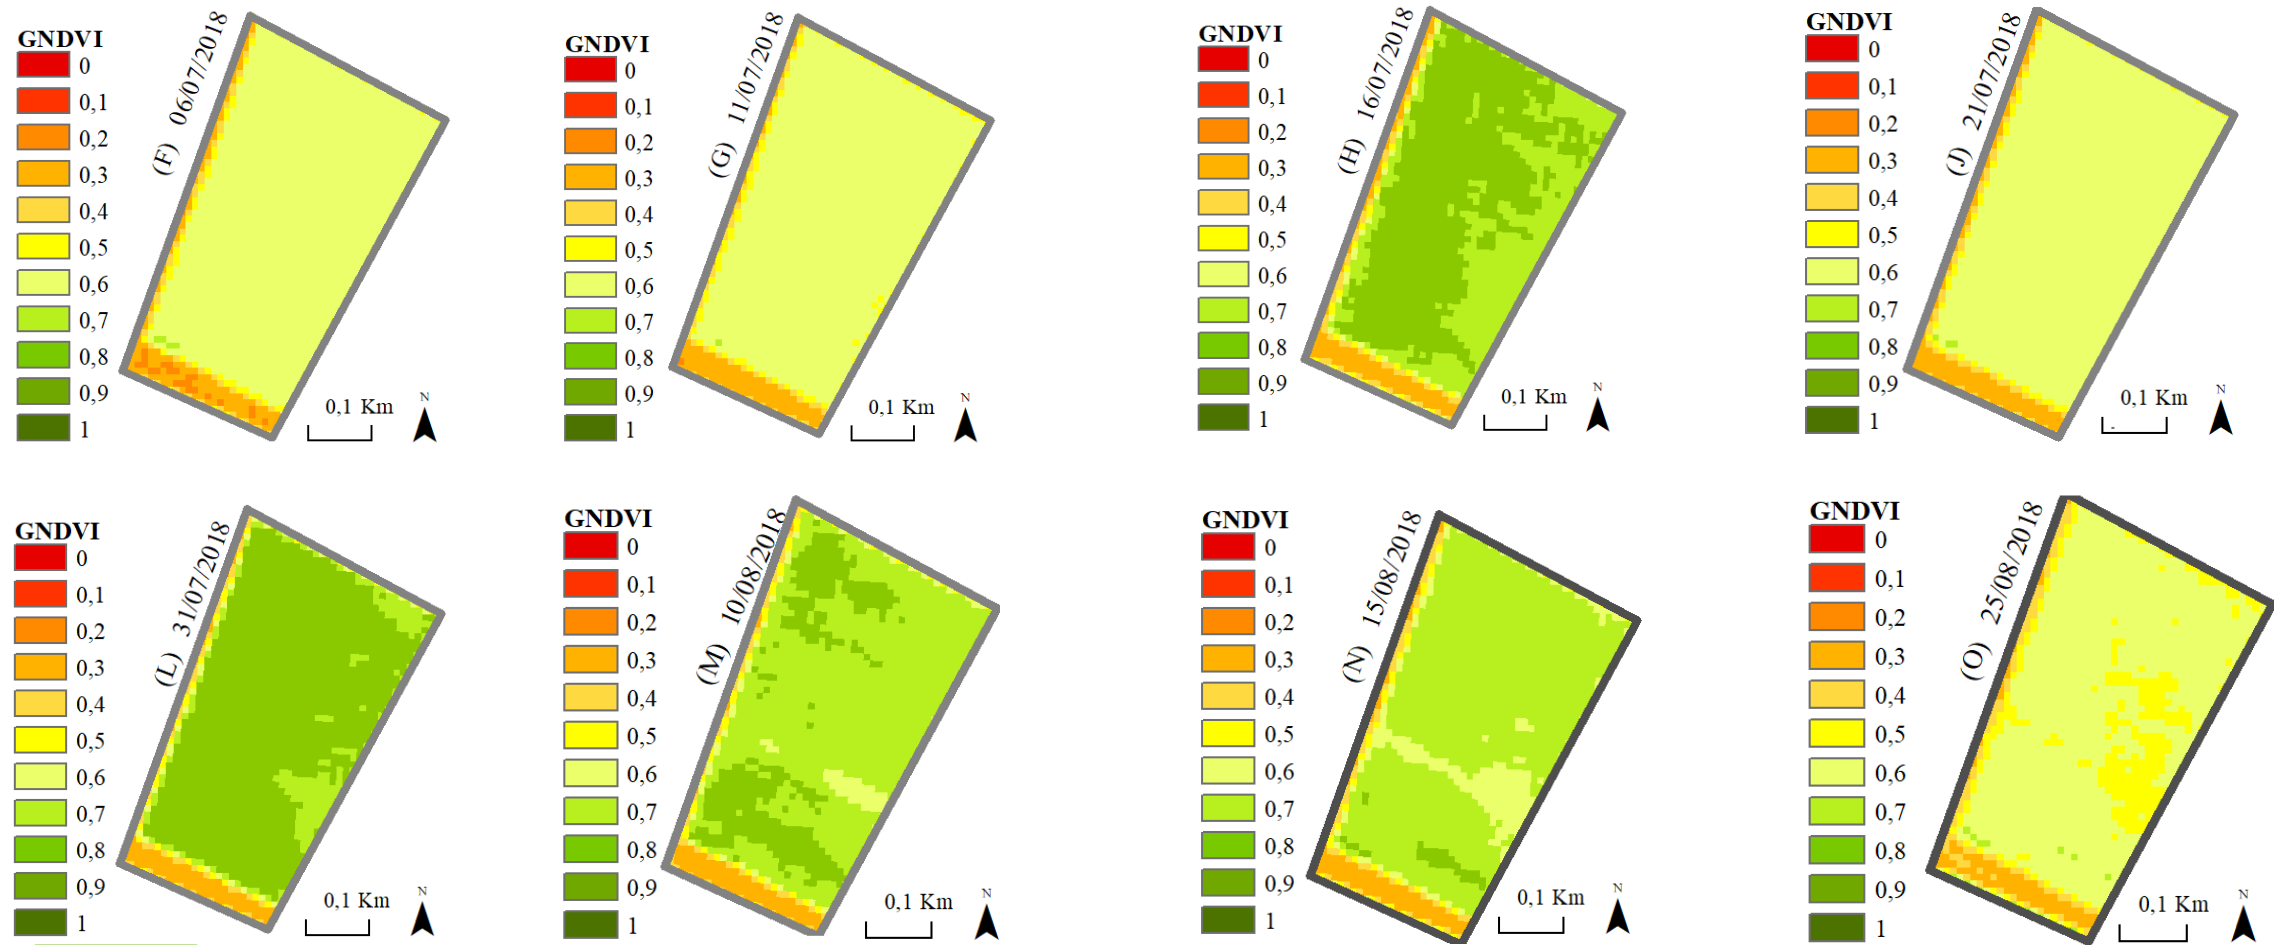 GNDVI
0
0,1
0,2
0,3
0,4
0,5
0,6
0,7
0,8
0,9
1
(F) 06/07/2018
0,1 Km
N
GNDVI
0
0,1
0,2
0,3
0,4
0,5
0,6
0,7
0,8
0,9
1
(G) 11/07/2018
0,1 Km
N
GNDVI
0
0,1
0,2
0,3
0,4
0,5
0,6
0,7
0,8
0,9
1
(H) 16/07/2018
0,1 Km
N
GNDVI
0
0,1
0,2
0,3
0,4
0,5
0,6
0,7
0,8
0,9
1
(J) 21/07/2018
0,1 Km
N
GNDVI
0
0,1
0,2
0,3
0,4
0,5
0,6
0,7
0,8
0,9
1
(L) 31/07/2018
0,1 Km
N
GNDVI
0
0,1
0,2
0,3
0,4
0,5
0,6
0,7
0,8
0,9
1
(M) 10/08/2018
0,1 Km
N
GNDVI
0
0,1
0,2
0,3
0,4
0,5
0,6
0,7
0,8
0,9
1
(N) 15/08/2018
0,1 Km
N
GNDVI
0
0,1
0,2
0,3
0,4
0,5
0,6
0,7
0,8
0,9
1
(O) 25/08/2018
0,1 Km
N